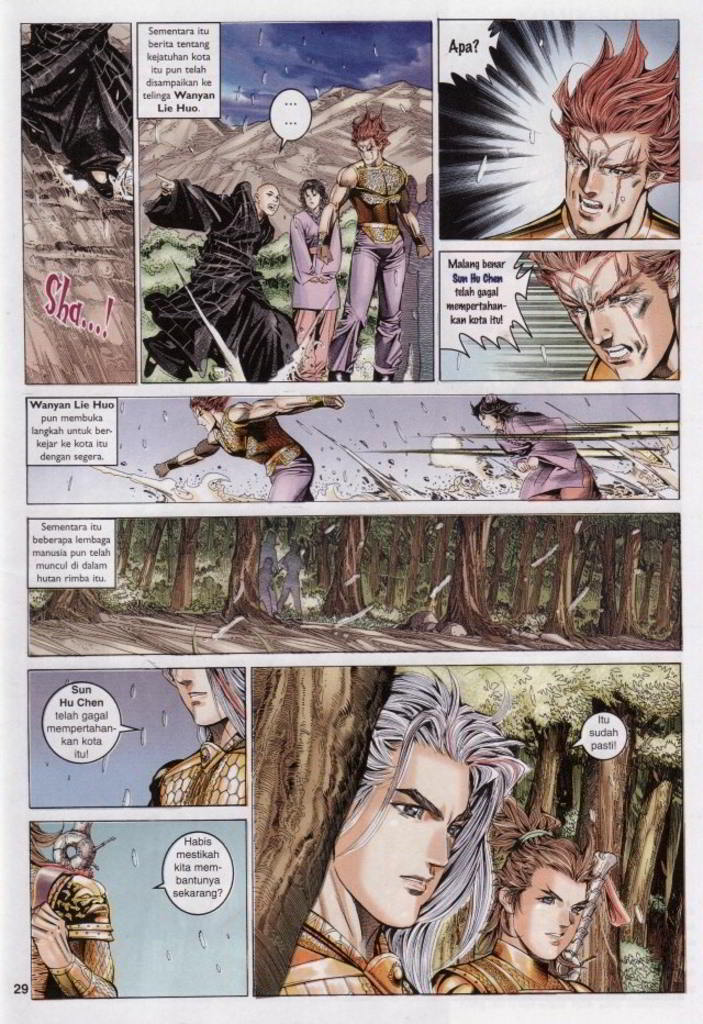 Sementara itu
berita tentang
kejatuhan kota
itu pun telah
disampaikan ke
telinga Wanyan
Lie Huo.
...
...
Apa?
Sha...!
Malang benar
Sun Hu Chen
telah gagal
mempertahan-
kan kota itu!
Wanyan Lie Huo
pun membuka
langkah untuk ber-
kejar ke kota itu
dengan segera.
Sementara itu
beberapa lembaga
manusia pun telah
muncul di dalam
hutan rimba itu.
Sun
Hu Chen
telah gagal
mempertahan-
kan kota
itu!
Itu
sudah
pasti!
Habis
mestikah
kita mem-
bantunya
sekarang?
29